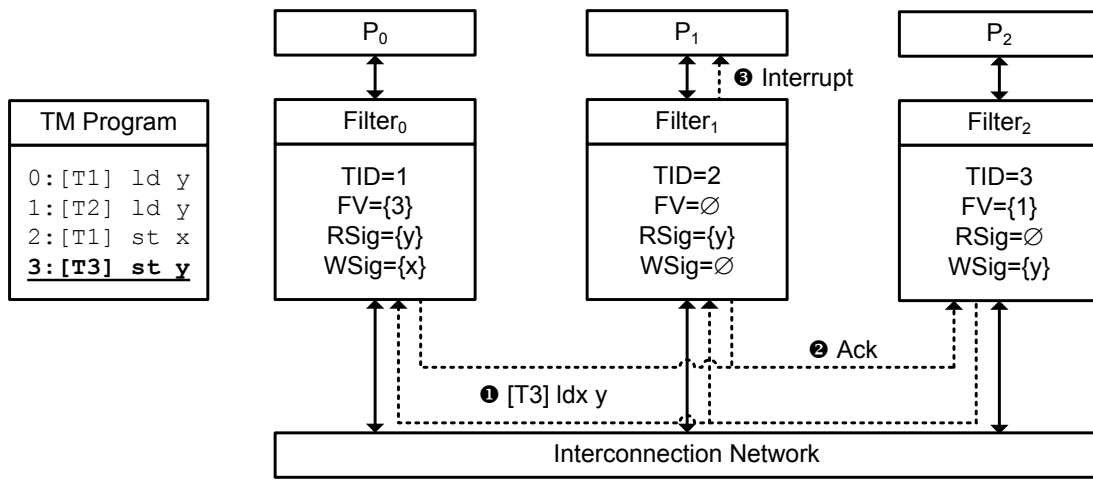 P₀
P₁
P₂
❸ Interrupt
TM Program
0:[T1] ld y
1:[T2] ld y
2:[T1] st x
3:[T3] st y
Filter₀
TID=1
FV={3}
RSig={y}
WSig={x}
Filter₁
TID=2
FV=∅
RSig={y}
WSig=∅
Filter₂
TID=3
FV={1}
RSig=∅
WSig={y}
❷ Ack
❶ [T3] ldx y
Interconnection Network